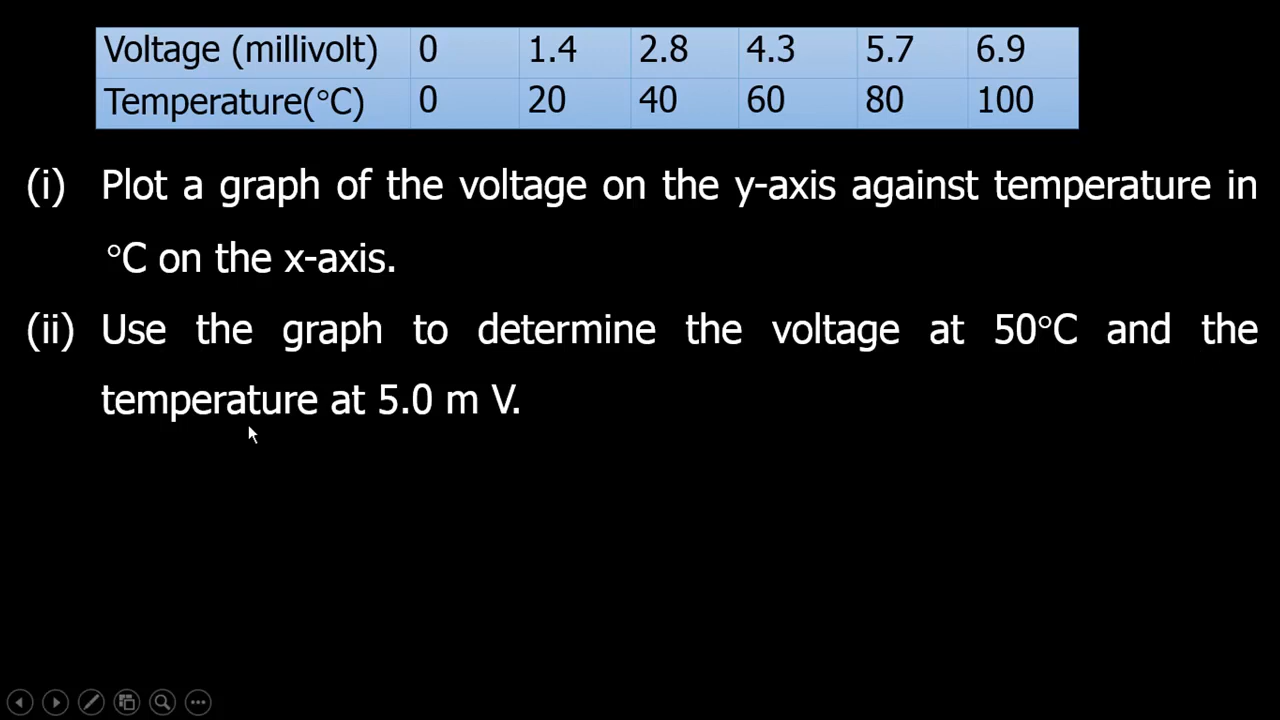 Voltage (millivolt) 0 1.4 2.8 4.3 5.7 6.9
Temperature(°C) 0 20 40 60 80 100
(i) Plot a graph of the voltage on the y-axis against temperature in
°C on the x-axis.
(ii) Use the graph to determine the voltage at 50°C and the
temperature at 5.0 m V.